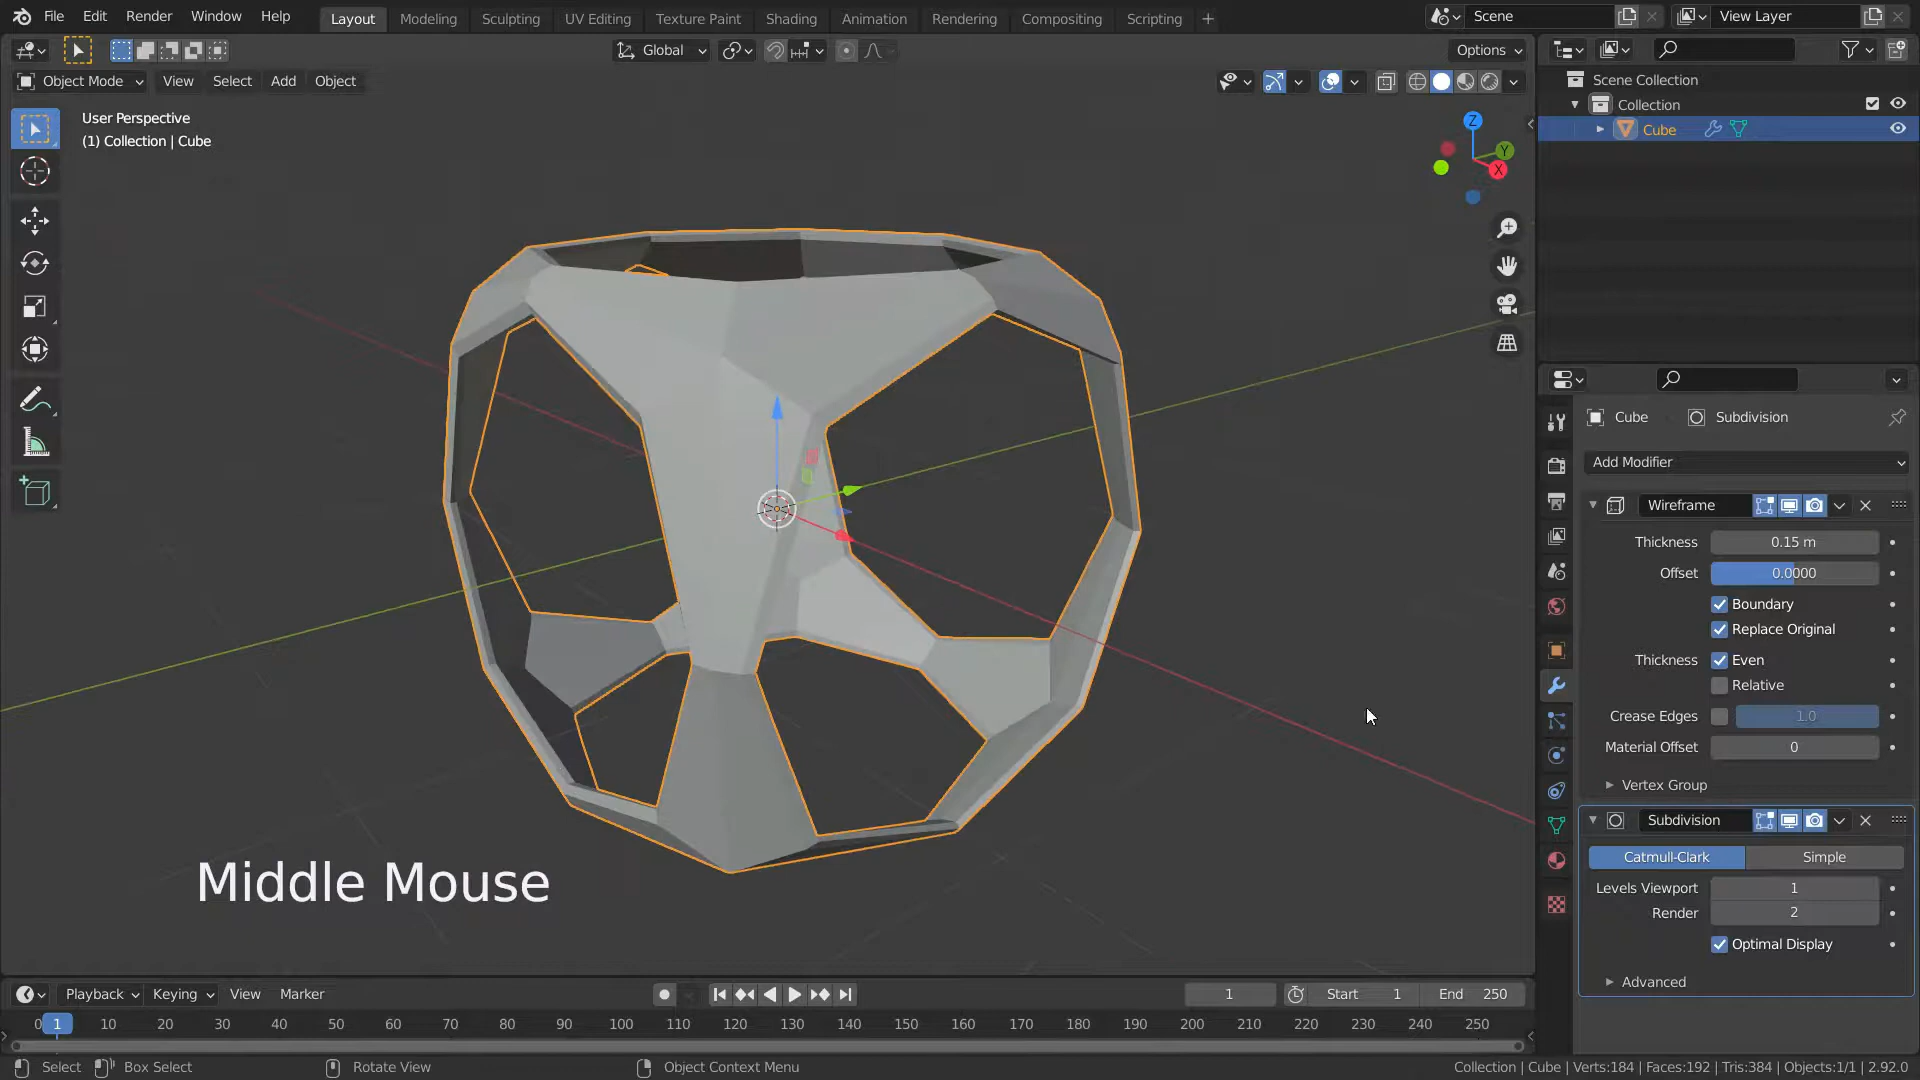 File Edit Render Window Help Layout Modeling Sculpting UV Editing Texture Paint Shading Animation Rendering Compositing Scripting + Scene View Layer
Global Options
Object Mode View Select Add Object
User Perspective
(1) Collection | Cube
Z
Y
X
Scene Collection
Collection
Cube
Cube Subdivision
Add Modifier
Wireframe
Thickness 0.15 m
Offset 0.0000
Boundary
Replace Original
Thickness Even
Relative
Crease Edges 1.0
Material Offset 0
Vertex Group
Subdivision
Catmull-Clark Simple
Levels Viewport 1
Render 2
Optimal Display
Advanced
Middle Mouse
Playback Keying View Marker 1 Start 1 End 250
0 1 10 20 30 40 50 60 70 80 90 100 110 120 130 140 150 160 170 180 190 200 210 220 230 240 250
Select Box Select Rotate View Object Context Menu Collection | Cube | Verts:184 | Faces:192 | Tris:384 | Objects:1/1 | 2.92.0